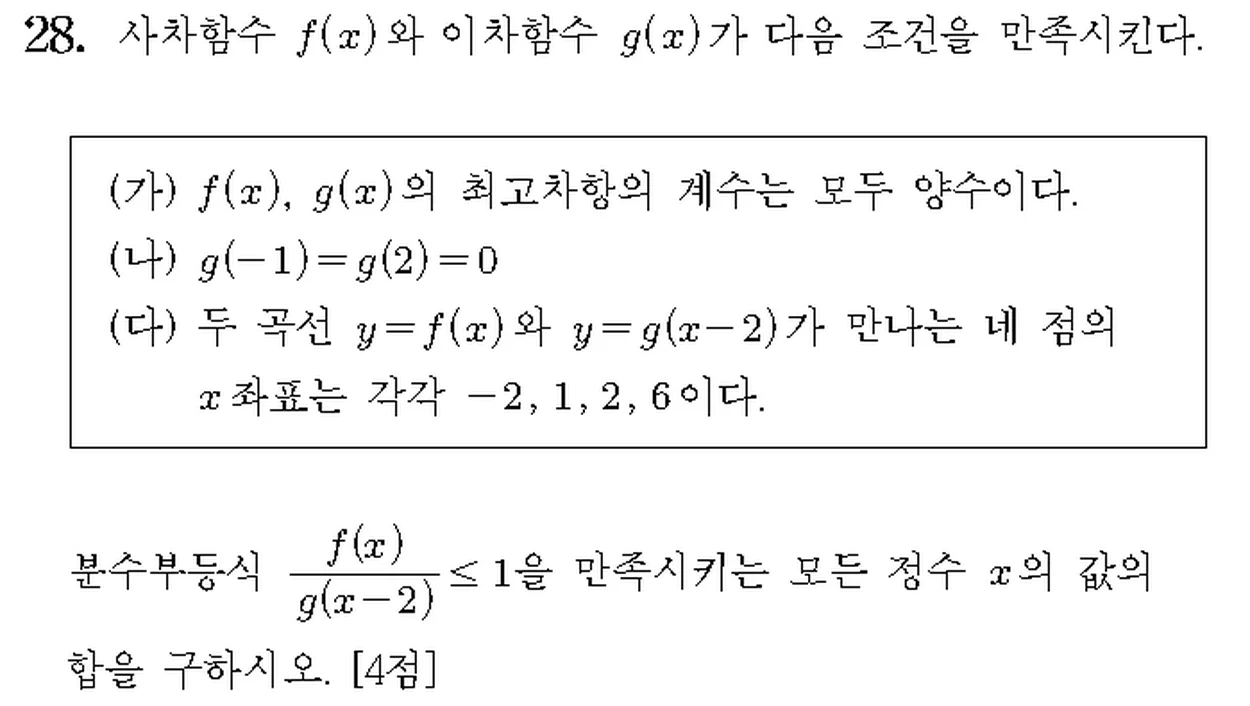 28. 사차함수 f(x)와 이차함수 g(x)가 다음 조건을 만족시킨다.
(가) f(x), g(x)의 최고차항의 계수는 모두 양수이다.
(나) g(-1)=g(2)=0
(다) 두 곡선 y=f(x)와 y=g(x-2)가 만나는 네 점의
x좌표는 각각 -2, 1, 2, 6이다.
분수부등식 f(x)/g(x-2) ≤ 1을 만족시키는 모든 정수 x의 값의
합을 구하시오. [4점]